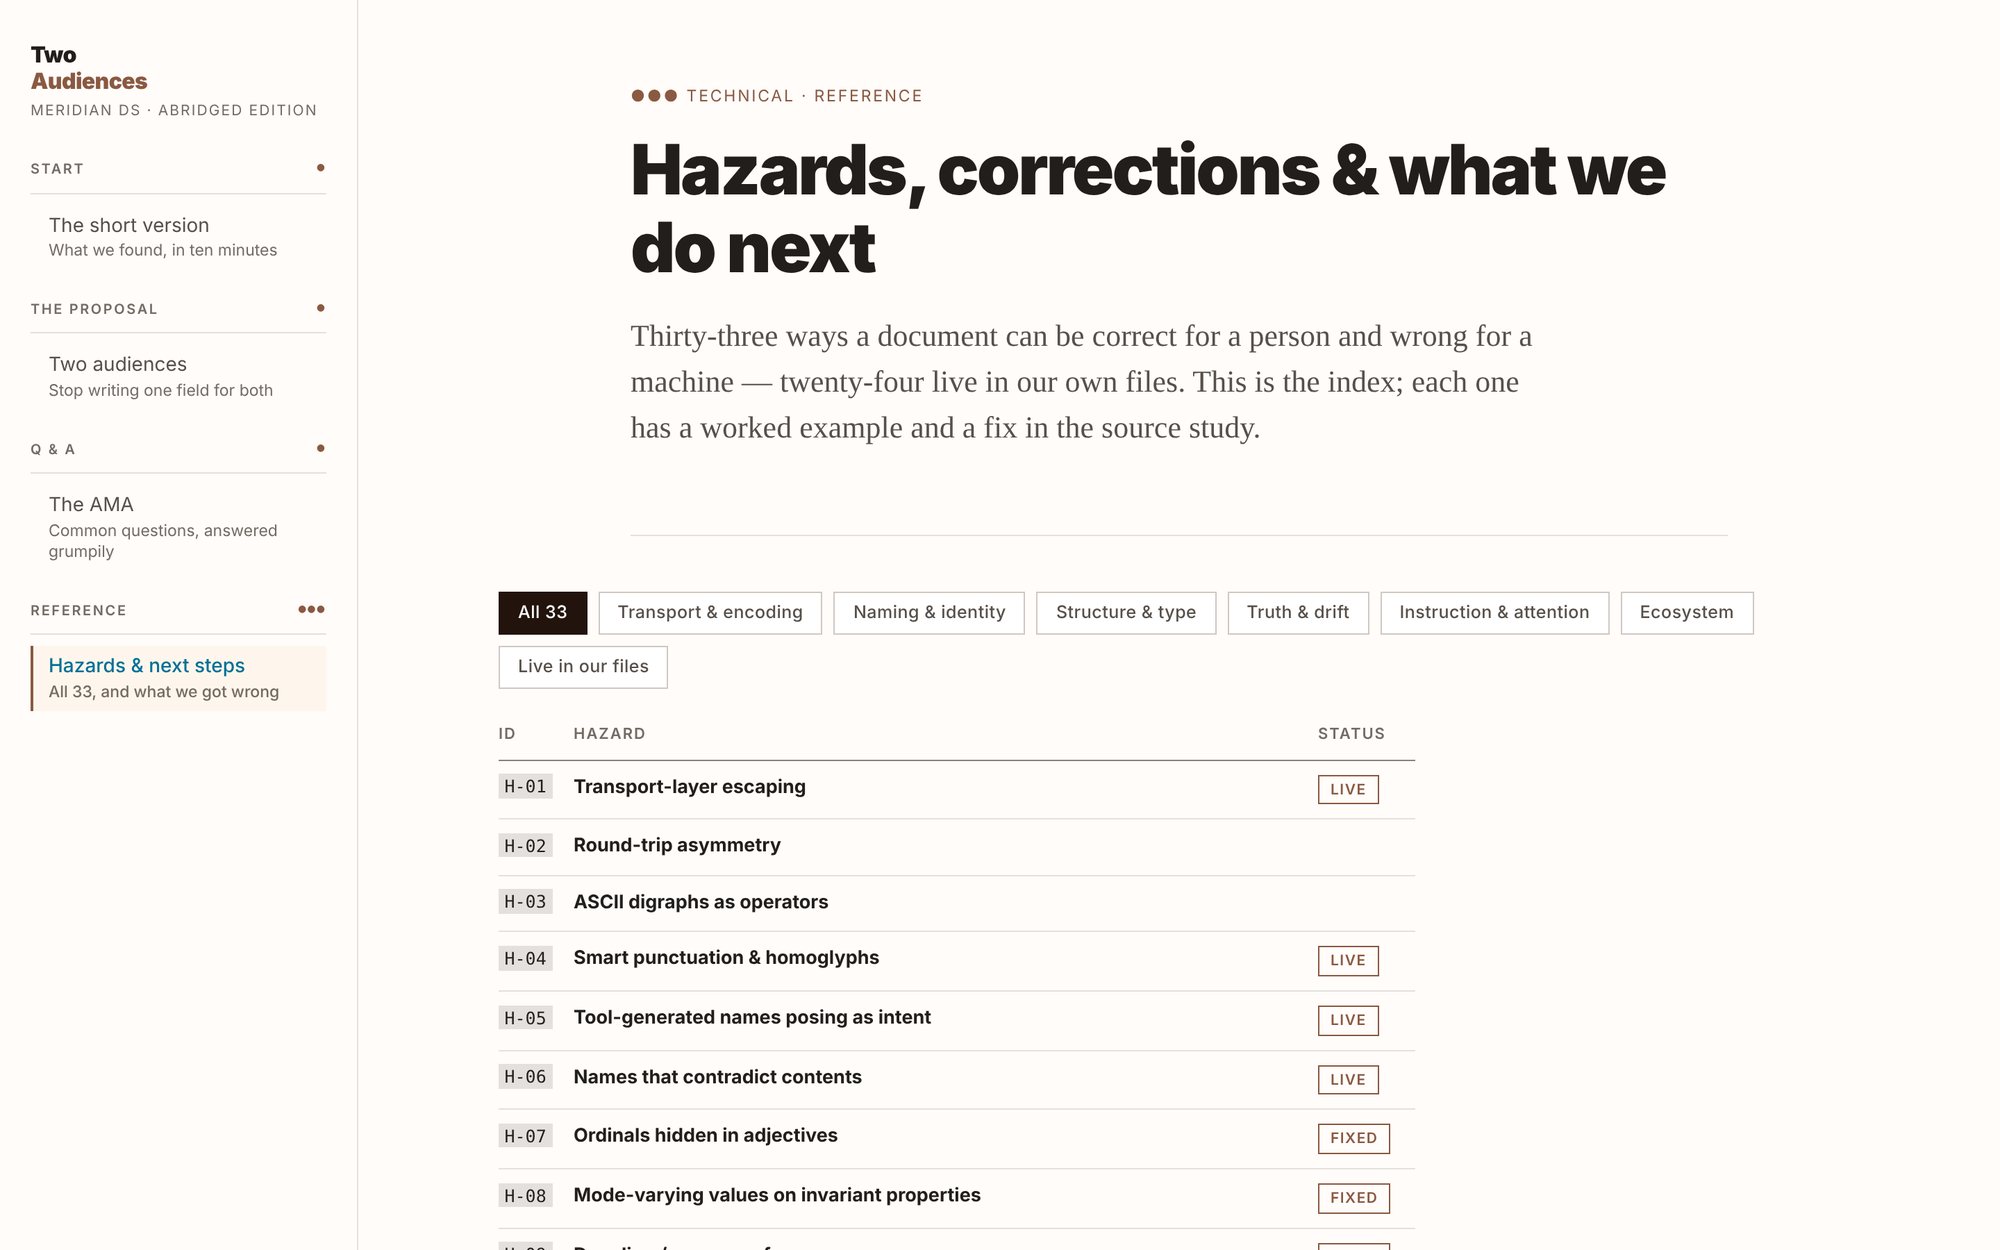 Two
Audiences
MERIDIAN DS · ABRIDGED EDITION
START
The short version
What we found, in ten minutes
THE PROPOSAL
Two audiences
Stop writing one field for both
Q & A
The AMA
Common questions, answered
grumpily
REFERENCE
Hazards & next steps
All 33, and what we got wrong
TECHNICAL · REFERENCE
Hazards, corrections & what we
do next
Thirty-three ways a document can be correct for a person and wrong for a
machine — twenty-four live in our own files. This is the index; each one
has a worked example and a fix in the source study.
All 33 Transport & encoding Naming & identity Structure & type Truth & drift Instruction & attention Ecosystem
Live in our files
ID HAZARD STATUS
H-01 Transport-layer escaping LIVE
H-02 Round-trip asymmetry
H-03 ASCII digraphs as operators
H-04 Smart punctuation & homoglyphs LIVE
H-05 Tool-generated names posing as intent LIVE
H-06 Names that contradict contents LIVE
H-07 Ordinals hidden in adjectives FIXED
H-08 Mode-varying values on invariant properties FIXED